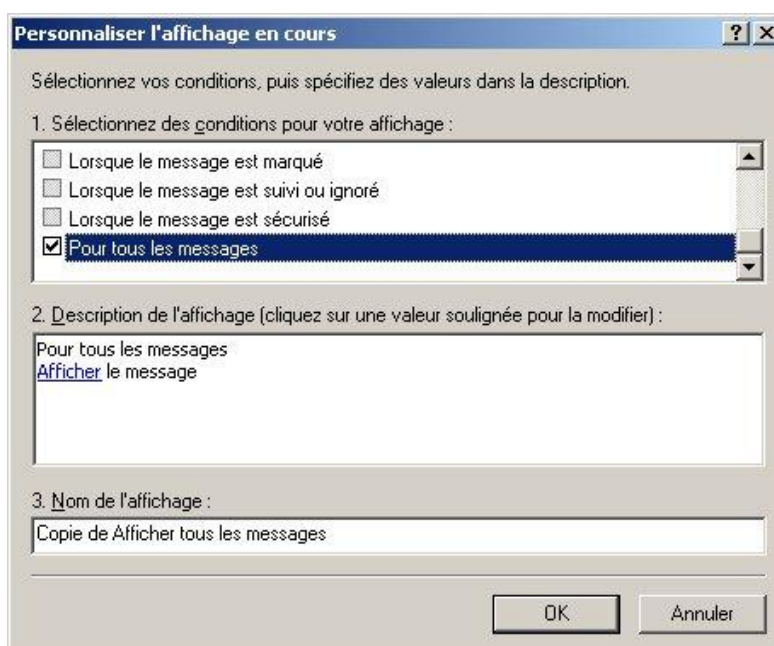 Personnaliser l'affichage en cours
Sélectionnez vos conditions, puis spécifiez des valeurs dans la description.
1. Sélectionnez des conditions pour votre affichage :
Lorsque le message est marqué
Lorsque le message est suivi ou ignoré
Lorsque le message est sécurisé
Pour tous les messages
2. Description de l'affichage (cliquez sur une valeur soulignée pour la modifier) :
Pour tous les messages
Afficher le message
3. Nom de l'affichage :
Copie de Afficher tous les messages
OK Annuler